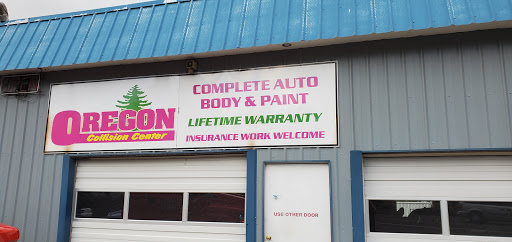 OREGON
Collision Center
COMPLETE AUTO
BODY & PAINT
LIFETIME WARRANTY
INSURANCE WORK WELCOME
USE OTHER DOOR